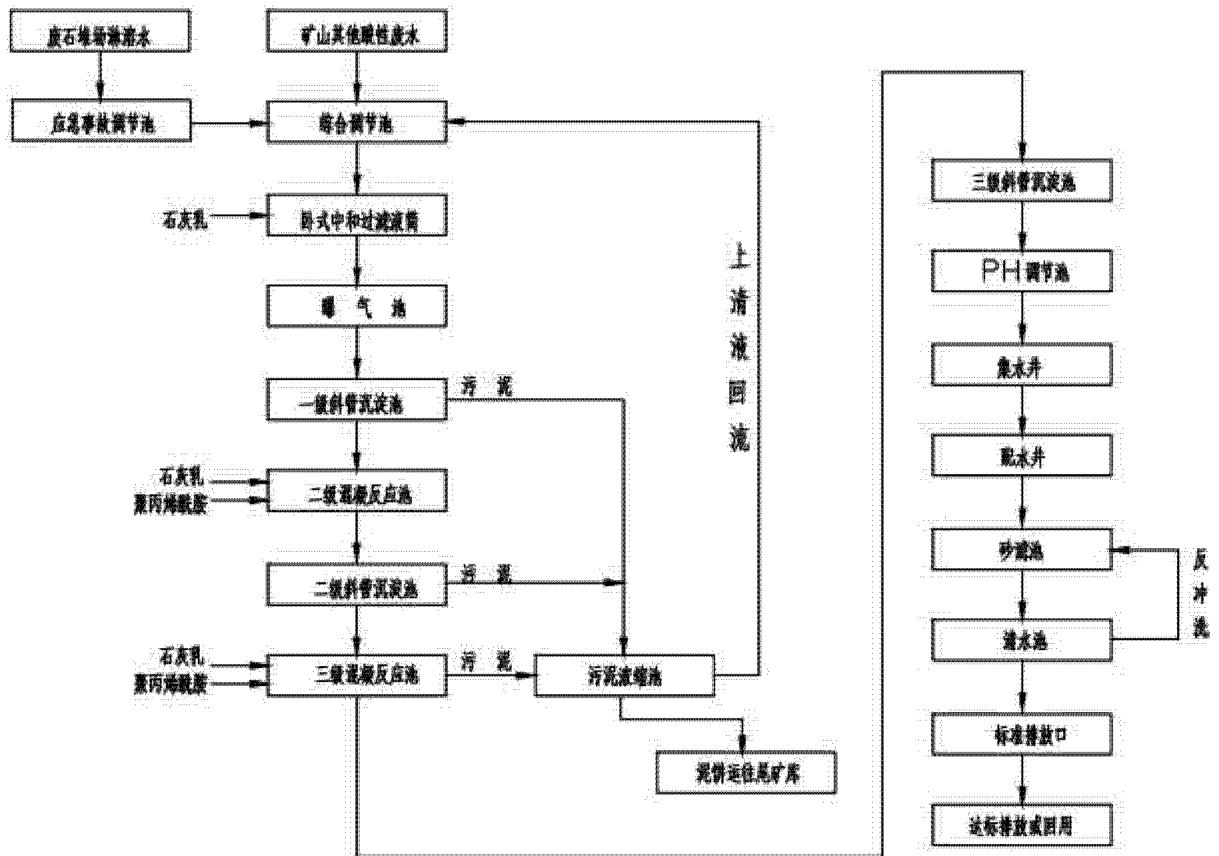 废石堆场淋溶水
矿山其他酸性废水
应急事故调节池
综合调节池
石灰乳
卧式中和过滤滚筒
曝 气 池
一级斜管沉淀池
污 泥
石灰乳
聚丙烯酰胺
二级混凝反应池
二级斜管沉淀池
污 泥
石灰乳
聚丙烯酰胺
三级混凝反应池
污 泥
污泥浓缩池
泥饼运往尾矿库
上清液回流
三级斜管沉淀池
PH调节池
集水井
配水井
砂滤池
反冲洗
清水池
标准排放口
达标排放或回用